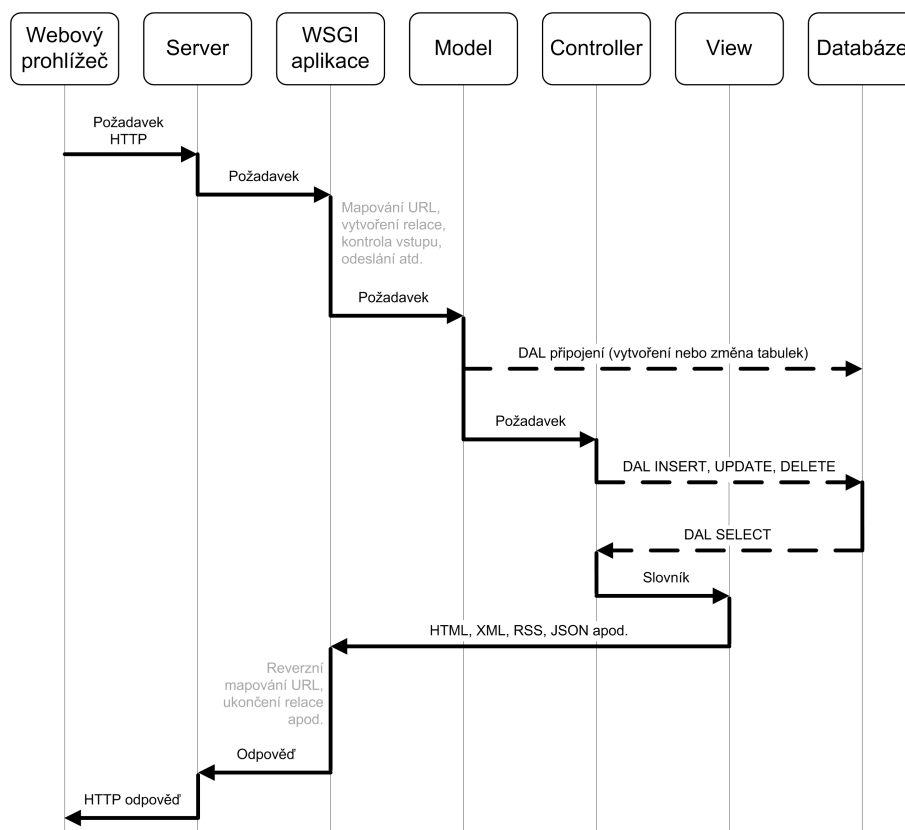 Webový
prohlížeč
Server
WSGI
aplikace
Model
Controller
View
Databáze
Požadavek
HTTP
Požadavek
Mapování URL,
vytvoření relace,
kontrola vstupu,
odeslání atd.
Požadavek
DAL připojení (vytvoření nebo změna tabulek)
Požadavek
DAL INSERT, UPDATE, DELETE
DAL SELECT
Slovník
HTML, XML, RSS, JSON apod.
Reverzní
mapování URL,
ukončení relace
apod.
Odpověď
HTTP odpověď